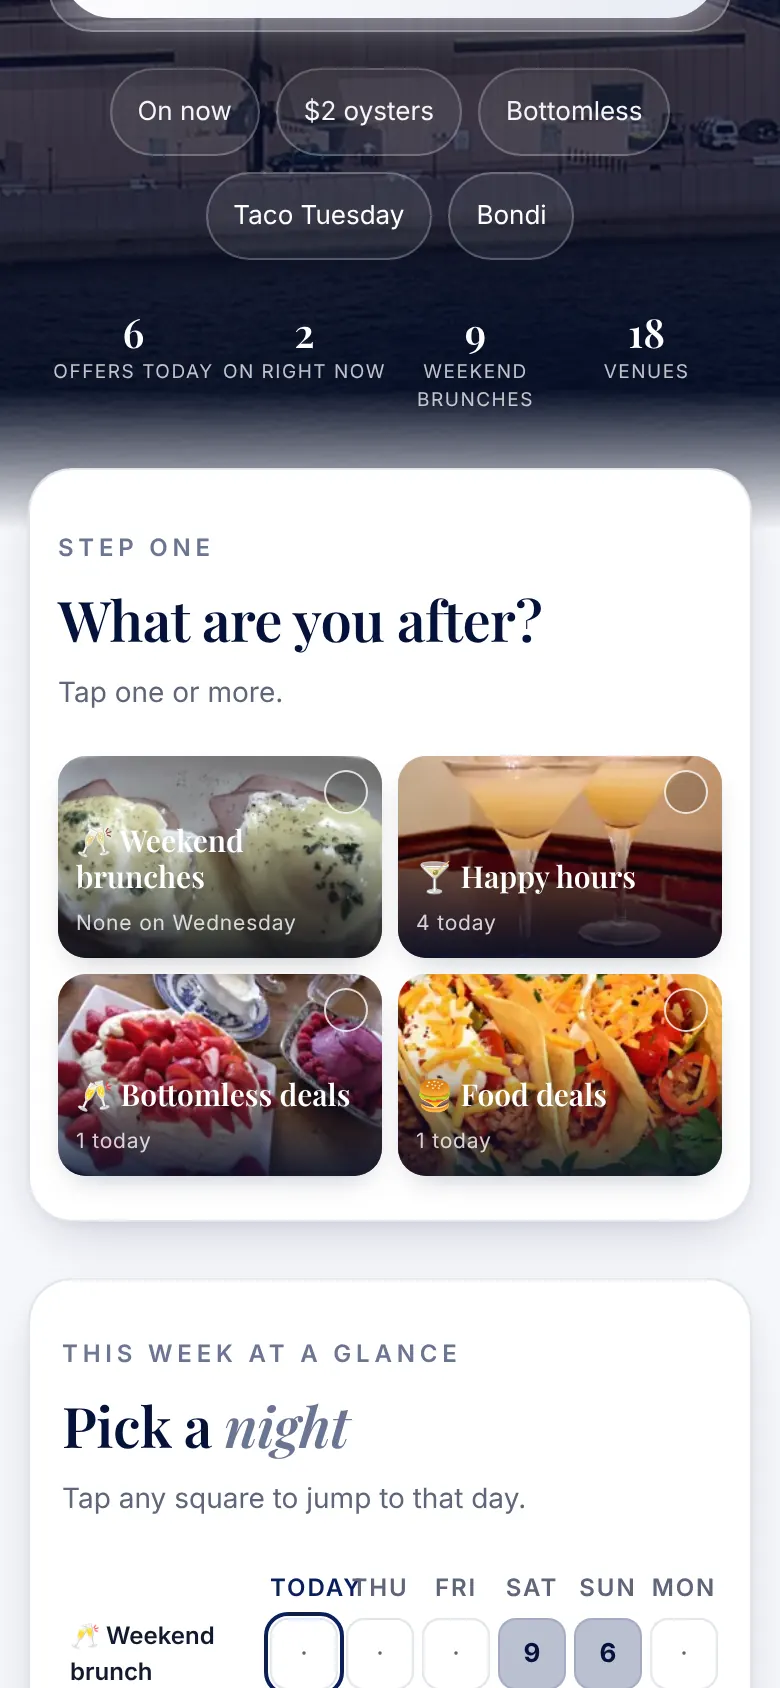 On now
$2 oysters
Bottomless
Taco Tuesday
Bondi
6
OFFERS TODAY
2
ON RIGHT NOW
9
WEEKEND
BRUNCHES
18
VENUES
STEP ONE
What are you after?
Tap one or more.
🥂 Weekend
brunches
None on Wednesday
🍸 Happy hours
4 today
🥂 Bottomless deals
1 today
🍔 Food deals
1 today
THIS WEEK AT A GLANCE
Pick a night
Tap any square to jump to that day.
TODAY THU FRI SAT SUN MON
🥂 Weekend
brunch
· · · 9 6 ·